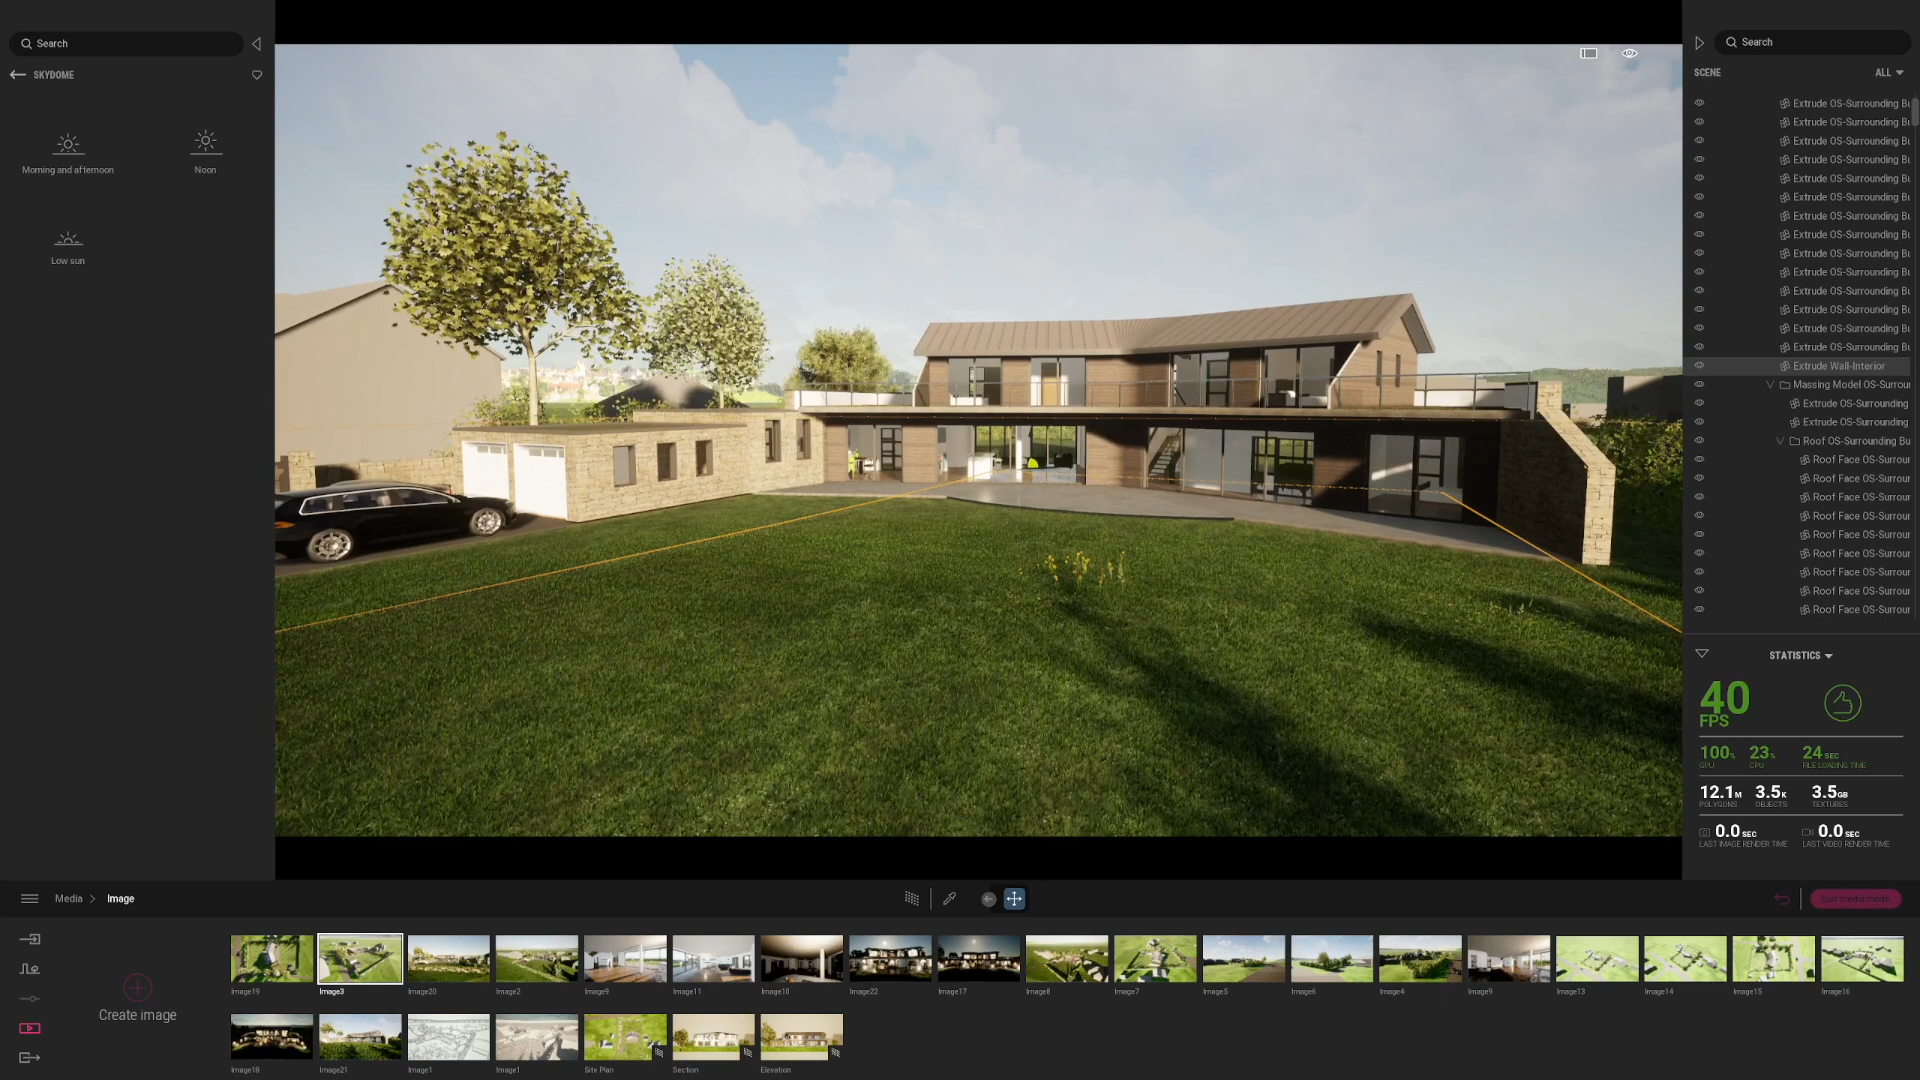 Search
SKYDOME
Morning and afternoon
Noon
Low sun
Search
SCENE
ALL
Extrude OS-Surrounding Bu
Extrude OS-Surrounding Bu
Extrude OS-Surrounding Bu
Extrude OS-Surrounding Bu
Extrude OS-Surrounding Bu
Extrude OS-Surrounding Bu
Extrude OS-Surrounding Bu
Extrude OS-Surrounding Bu
Extrude OS-Surrounding Bu
Extrude OS-Surrounding Bu
Extrude OS-Surrounding Bu
Extrude OS-Surrounding Bu
Extrude OS-Surrounding Bu
Extrude OS-Surrounding Bu
Extrude Wall-Interior
Massing Model OS-Surrour
Extrude OS-Surrounding
Extrude OS-Surrounding
Roof OS-Surrounding Bu
Roof Face OS-Surrour
Roof Face OS-Surrour
Roof Face OS-Surrour
Roof Face OS-Surrour
Roof Face OS-Surrour
Roof Face OS-Surrour
Roof Face OS-Surrour
Roof Face OS-Surrour
Roof Face OS-Surrour
STATISTICS
40
FPS
100% 23% 24 SEC
GPU CPU FILE LOADING TIME
12.1M 3.5K 3.5GB
POLYGONS OBJECTS TEXTURES
0.0 SEC 0.0 SEC
LAST IMAGE RENDER TIME LAST VIDEO RENDER TIME
Media > Image
Quit media mode
Create image
Image19 Image3 Image20 Image2 Image9 Image11 Image10 Image22 Image17 Image8 Image7 Image5 Image6 Image4 Image9 Image13 Image14 Image15 Image16
Image18 Image21 Image1 Image1 Site Plan Section Elevation